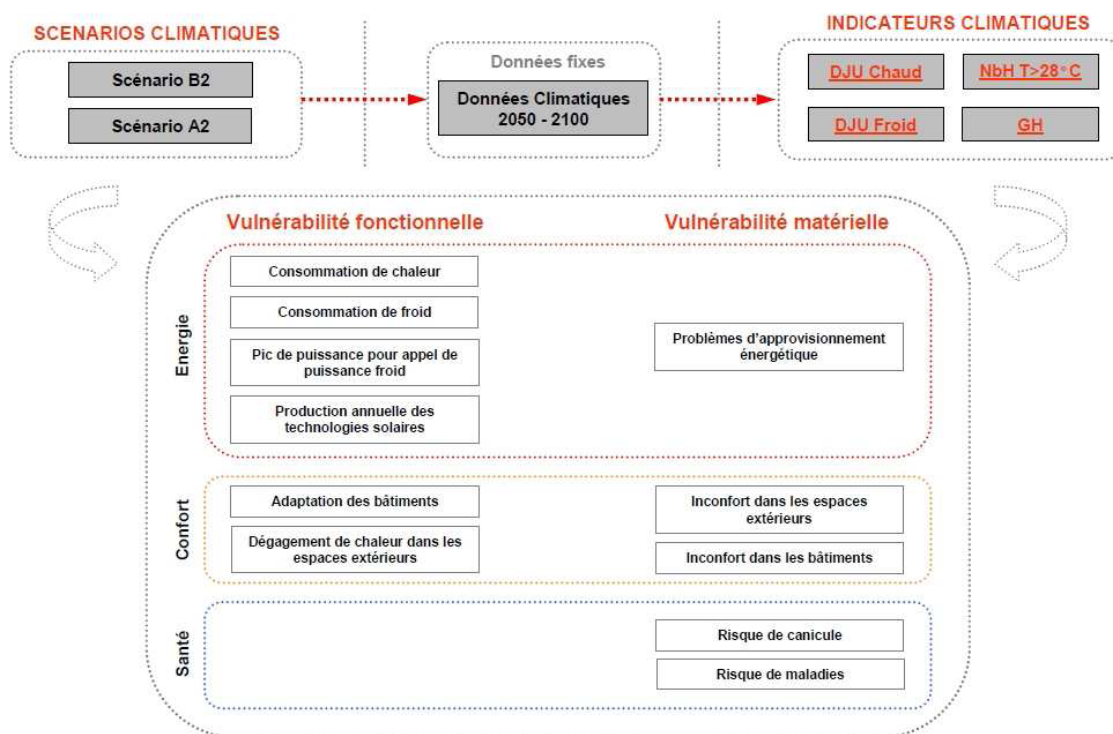 SCENARIOS CLIMATIQUES
Scénario B2
Scénario A2
Données fixes
Données Climatiques
2050 - 2100
INDICATEURS CLIMATIQUES
DJU Chaud
NbH T>28°C
DJU Froid
GH
Vulnérabilité fonctionnelle
Vulnérabilité matérielle
Energie
Consommation de chaleur
Consommation de froid
Pic de puissance pour appel de
puissance froid
Production annuelle des
technologies solaires
Problèmes d'approvisionnement
énergétique
Confort
Adaptation des bâtiments
Dégagement de chaleur dans les
espaces extérieurs
Inconfort dans les espaces
extérieurs
Inconfort dans les bâtiments
Santé
Risque de canicule
Risque de maladies